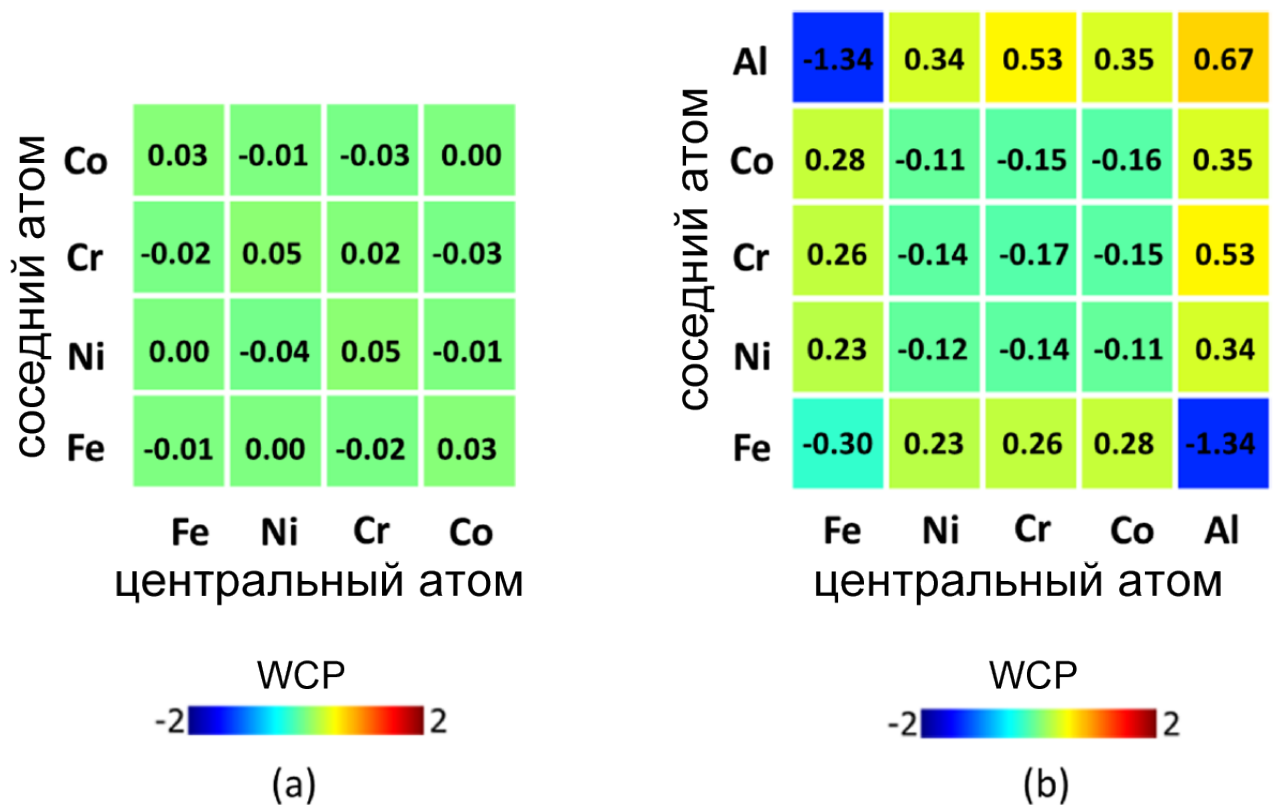 соседний атом
Co 0.03 -0.01 -0.03 0.00
Cr -0.02 0.05 0.02 -0.03
Ni 0.00 -0.04 0.05 -0.01
Fe -0.01 0.00 -0.02 0.03
Fe Ni Cr Co
центральный атом
WCP
-2 2
(a)
соседний атом
Al -1.34 0.34 0.53 0.35 0.67
Co 0.28 -0.11 -0.15 -0.16 0.35
Cr 0.26 -0.14 -0.17 -0.15 0.53
Ni 0.23 -0.12 -0.14 -0.11 0.34
Fe -0.30 0.23 0.26 0.28 -1.34
Fe Ni Cr Co Al
центральный атом
WCP
-2 2
(b)